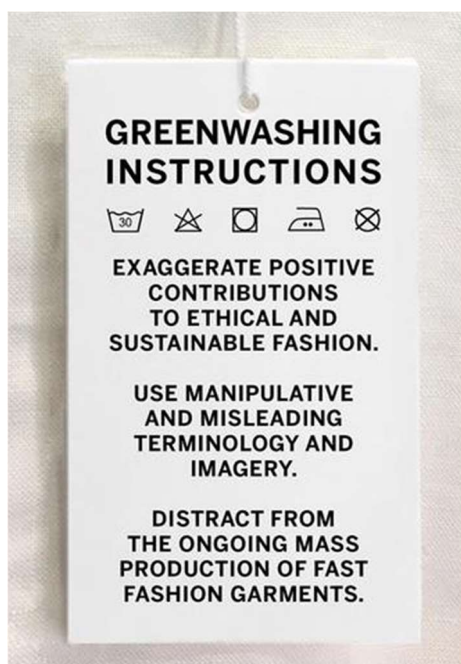 GREENWASHING
INSTRUCTIONS
30
EXAGGERATE POSITIVE
CONTRIBUTIONS
TO ETHICAL AND
SUSTAINABLE FASHION.
USE MANIPULATIVE
AND MISLEADING
TERMINOLOGY AND
IMAGERY.
DISTRACT FROM
THE ONGOING MASS
PRODUCTION OF FAST
FASHION GARMENTS.